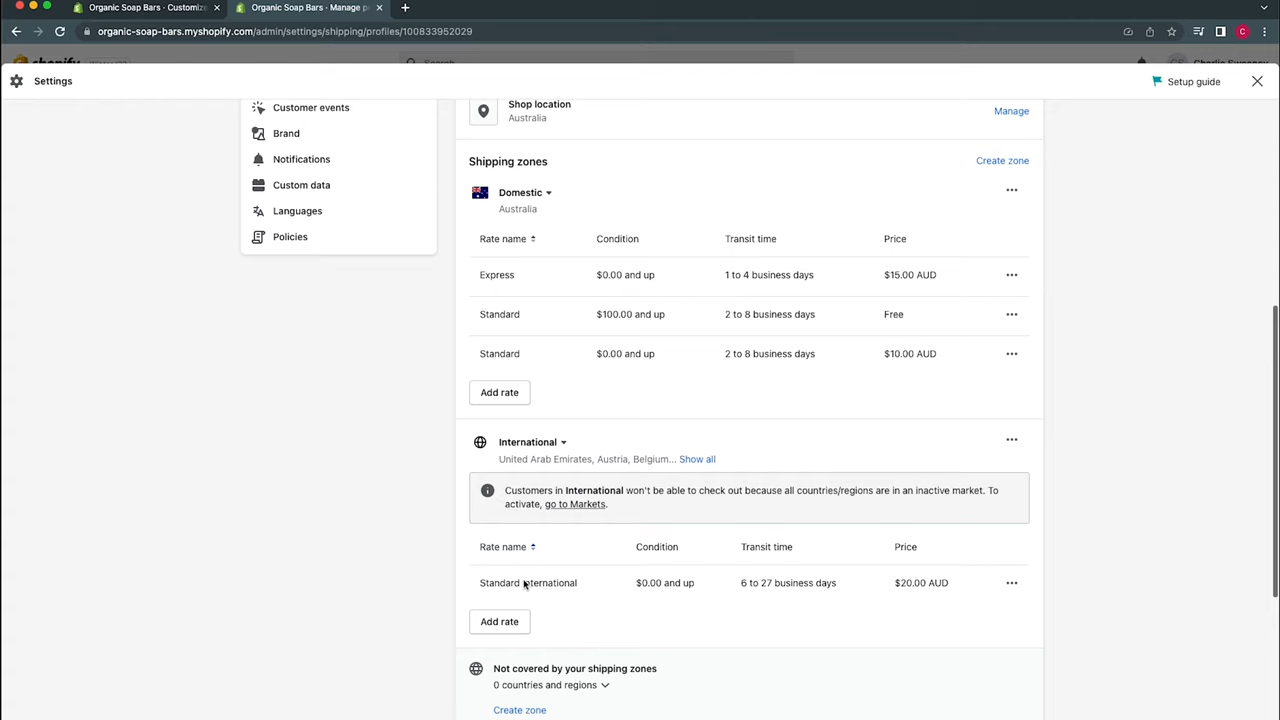 Organic Soap Bars · Customize
Organic Soap Bars · Manage p
organic-soap-bars.myshopify.com/admin/settings/shipping/profiles/100833952029
C
Settings
Setup guide
Customer events
Brand
Notifications
Custom data
Languages
Policies
Shop location
Australia
Manage
Shipping zones
Create zone
Domestic
Australia
Rate name Condition Transit time Price
Express $0.00 and up 1 to 4 business days $15.00 AUD
Standard $100.00 and up 2 to 8 business days Free
Standard $0.00 and up 2 to 8 business days $10.00 AUD
Add rate
International
United Arab Emirates, Austria, Belgium... Show all
Customers in International won't be able to check out because all countries/regions are in an inactive market. To
activate, go to Markets.
Rate name Condition Transit time Price
Standard International $0.00 and up 6 to 27 business days $20.00 AUD
Add rate
Not covered by your shipping zones
0 countries and regions
Create zone